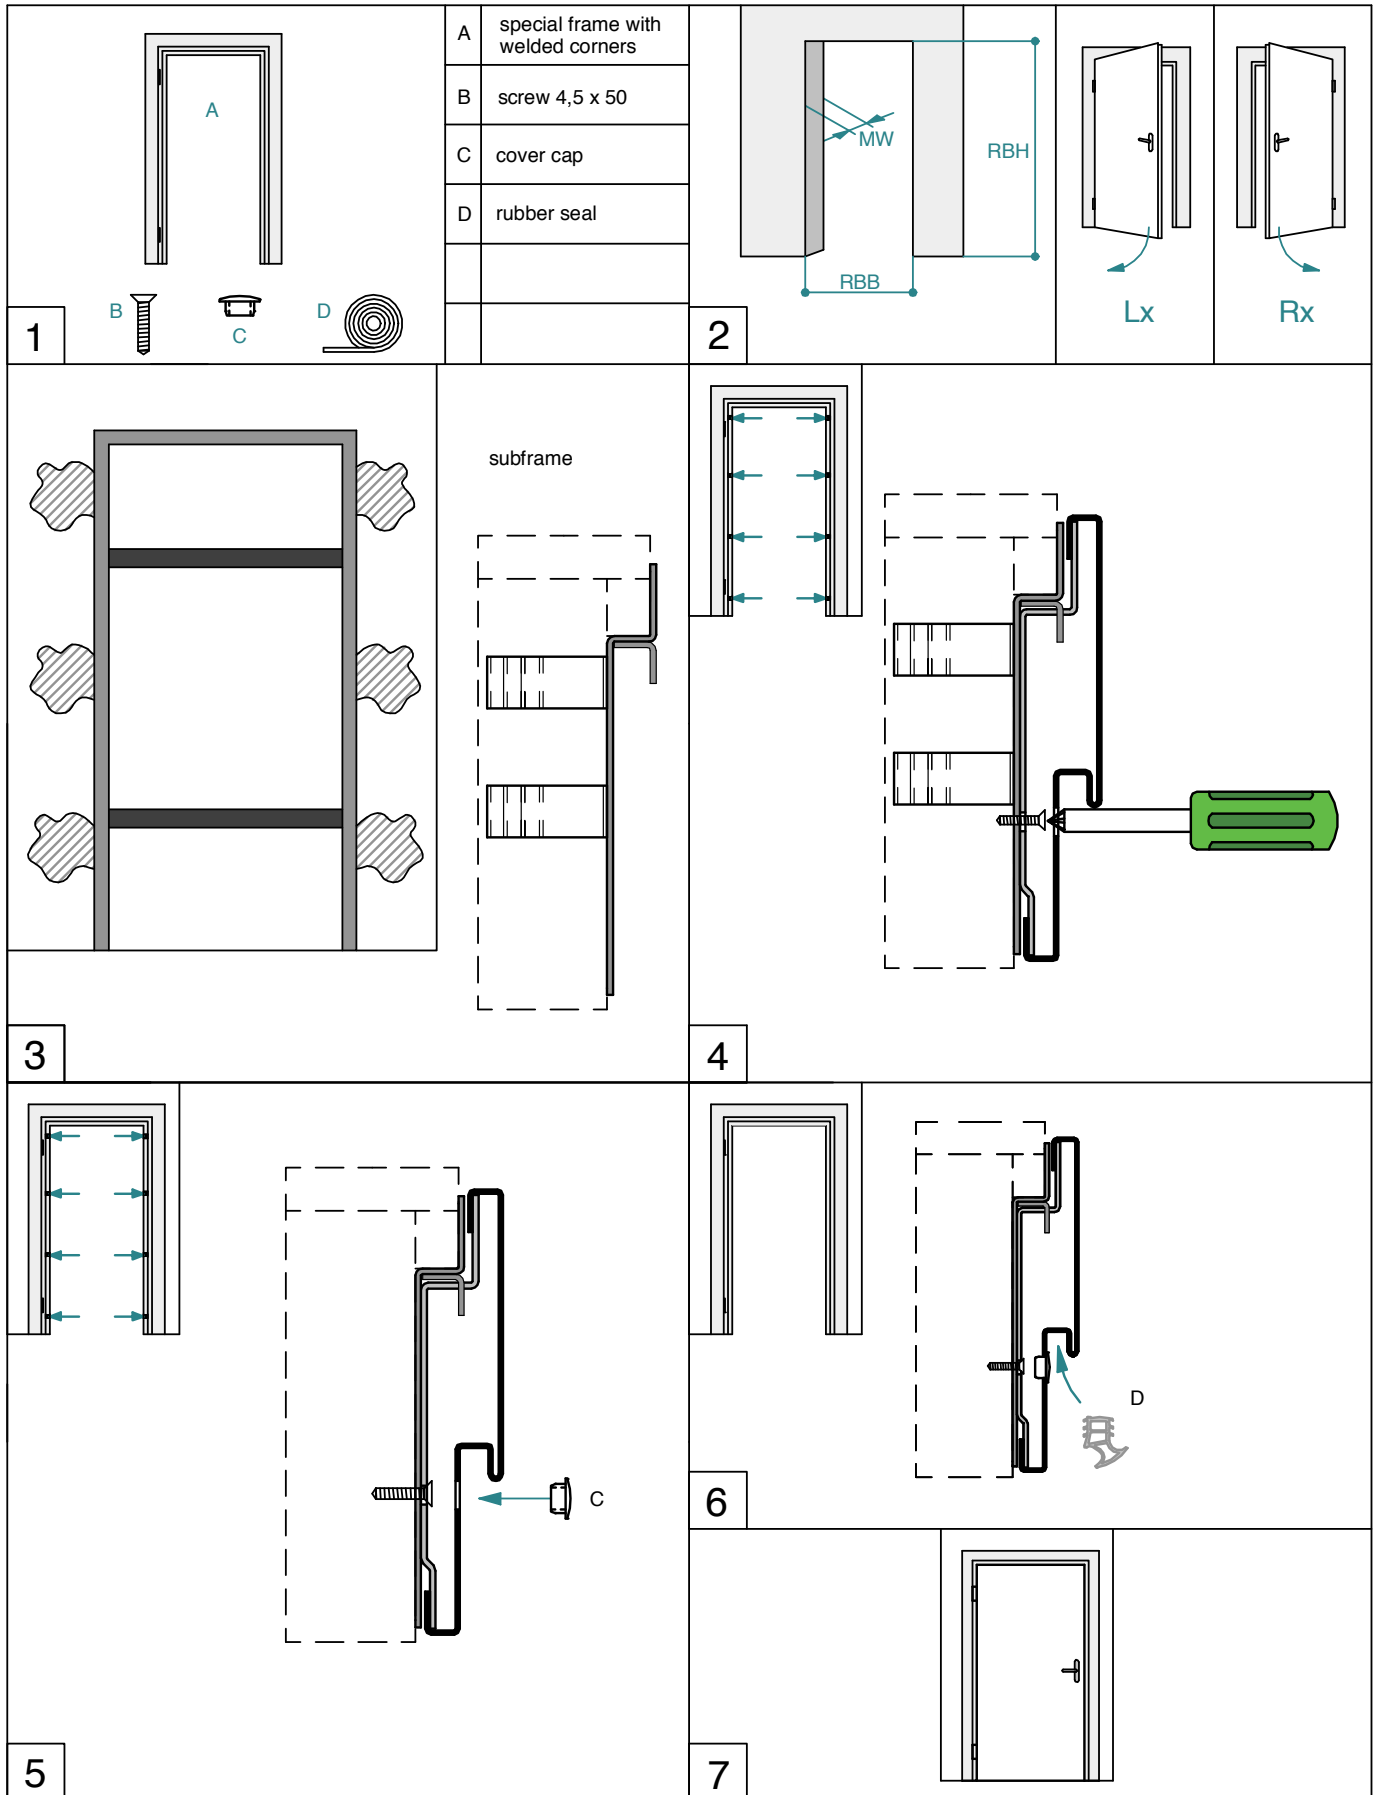 A
B
C
D
1
A special frame with
welded corners
B screw 4,5 x 50
C cover cap
D rubber seal
MW
RBH
RBB
2
Lx
Rx
subframe
3
4
C
5
D
6
7